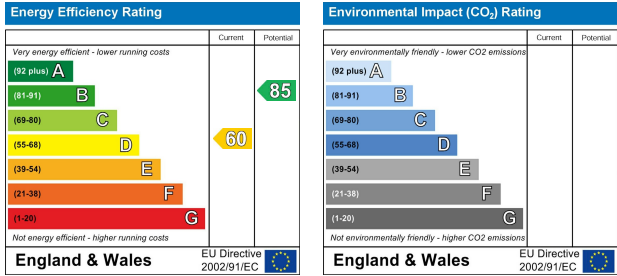 Energy Efficiency Rating
Current Potential
Very energy efficient - lower running costs
(92 plus) A
(81-91) B
85
(69-80) C
(55-68) D
60
(39-54) E
(21-38) F
(1-20) G
Not energy efficient - higher running costs
England & Wales
EU Directive
2002/91/EC
Environmental Impact (CO2) Rating
Current Potential
Very environmentally friendly - lower CO2 emissions
(92 plus) A
(81-91) B
(69-80) C
(55-68) D
(39-54) E
(21-38) F
(1-20) G
Not environmentally friendly - higher CO2 emissions
England & Wales
EU Directive
2002/91/EC